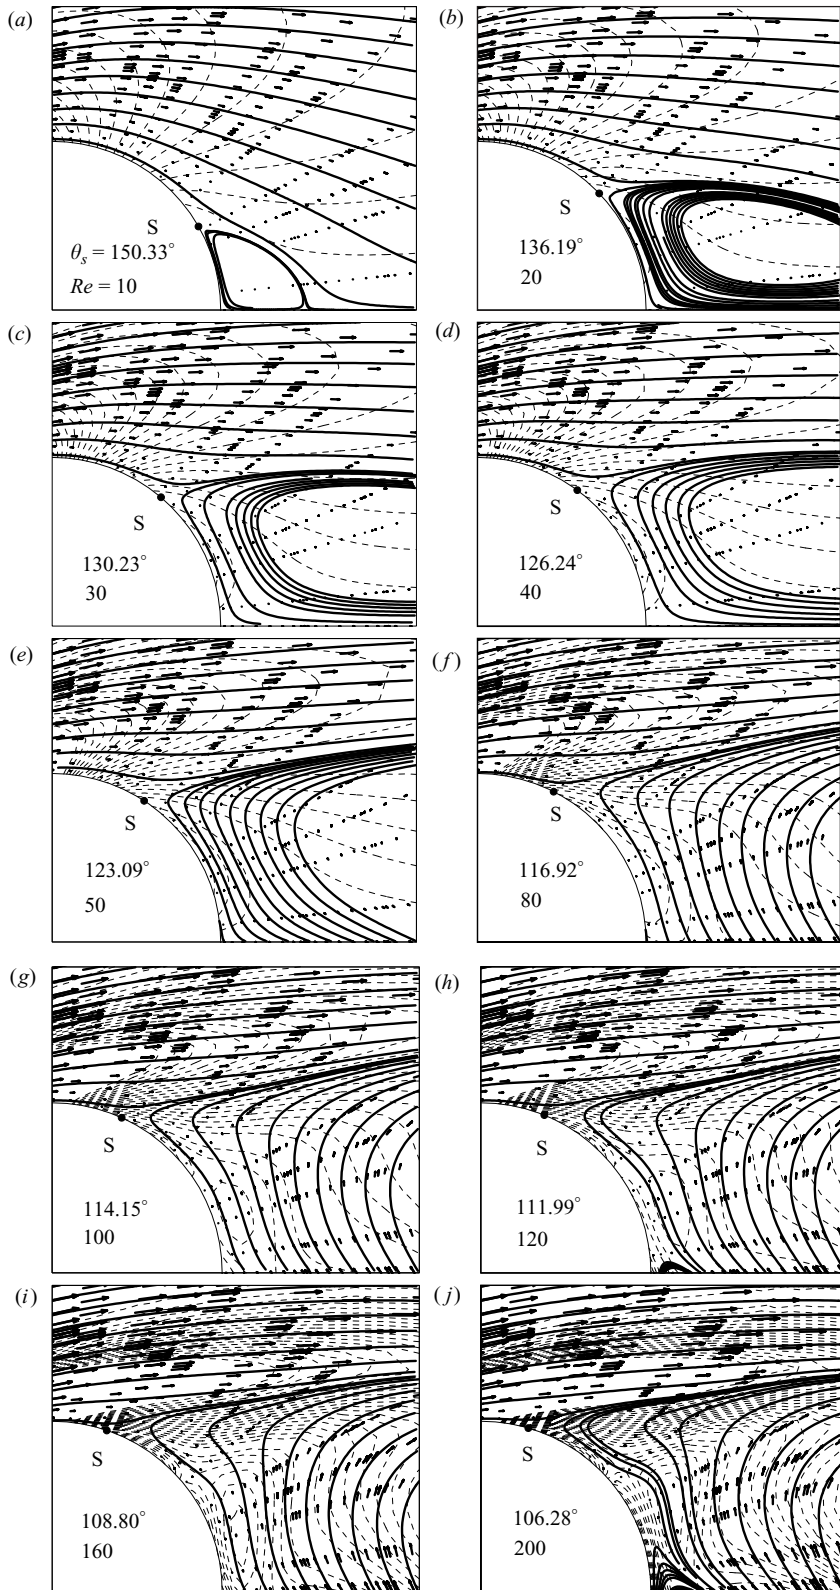 (a)
S
θs = 150.33°
Re = 10
(b)
S
136.19°
20
(c)
S
130.23°
30
(d)
S
126.24°
40
(e)
S
123.09°
50
(f)
S
116.92°
80
(g)
S
114.15°
100
(h)
S
111.99°
120
(i)
S
108.80°
160
(j)
S
106.28°
200